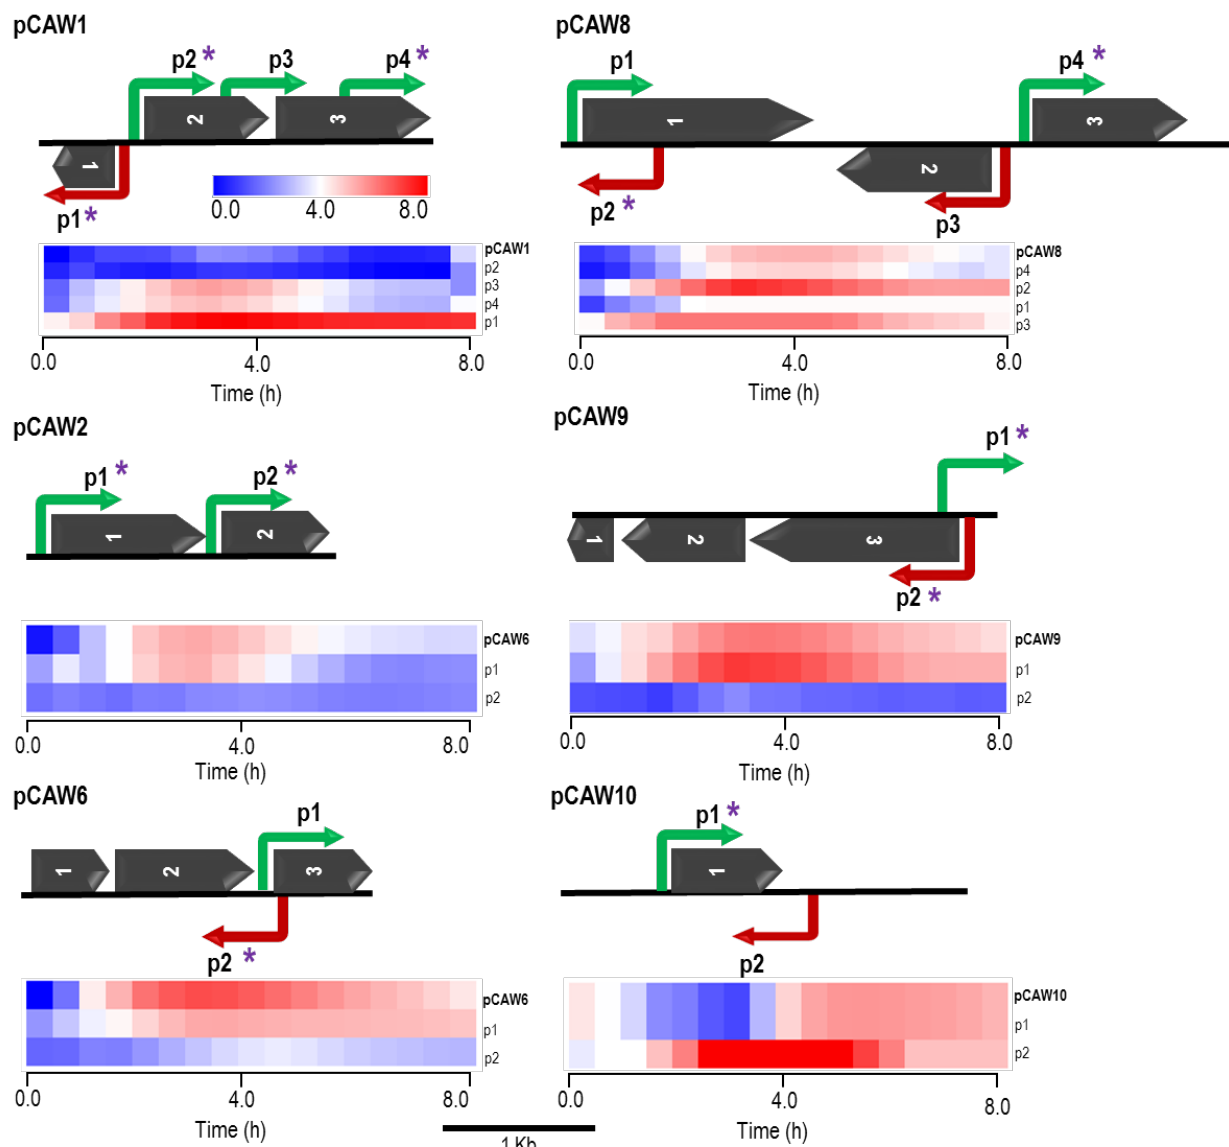 pCAW1
p2 *
p3
p4 *
2
3
1
p1 *
0.0 4.0 8.0
pCAW1
p2
p3
p4
p1
0.0 4.0 8.0
Time (h)
pCAW8
p1
p4 *
1
3
2
p2 *
p3
pCAW8
p4
p2
p1
p3
0.0 4.0 8.0
Time (h)
pCAW2
p1 *
p2 *
1
2
pCAW6
p1
p2
0.0 4.0 8.0
Time (h)
pCAW9
p1 *
1
2
3
p2 *
pCAW9
p1
p2
0.0 4.0 8.0
Time (h)
pCAW6
p1
1
2
3
p2 *
pCAW6
p1
p2
0.0 4.0 8.0
Time (h)
pCAW10
p1 *
1
p2
pCAW10
p1
p2
0.0 4.0 8.0
Time (h)
1 Kb